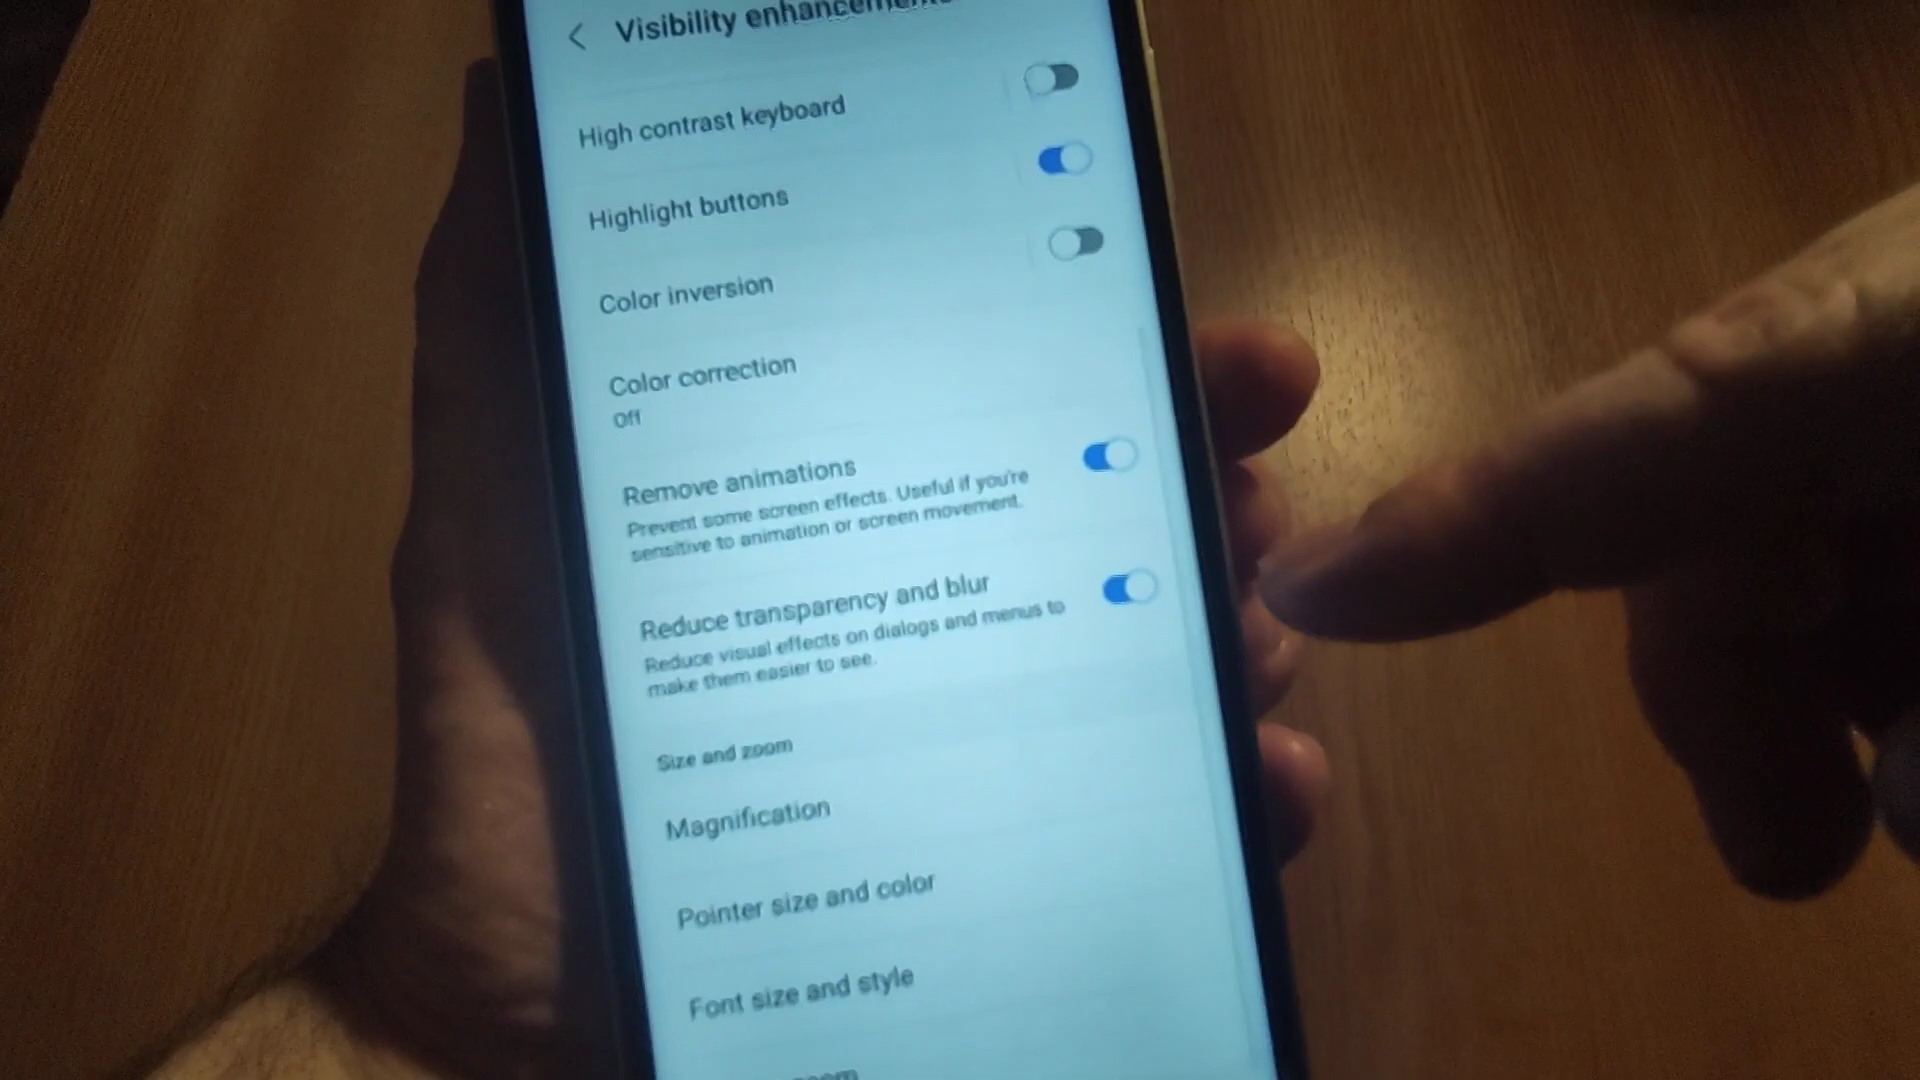 Visibility enhancements
High contrast keyboard
Highlight buttons
Color inversion
Color correction
Off
Remove animations
Prevent some screen effects. Useful if you're
sensitive to animation or screen movement.
Reduce transparency and blur
Reduce visual effects on dialogs and menus to
make them easier to see.
Size and zoom
Magnification
Pointer size and color
Font size and style